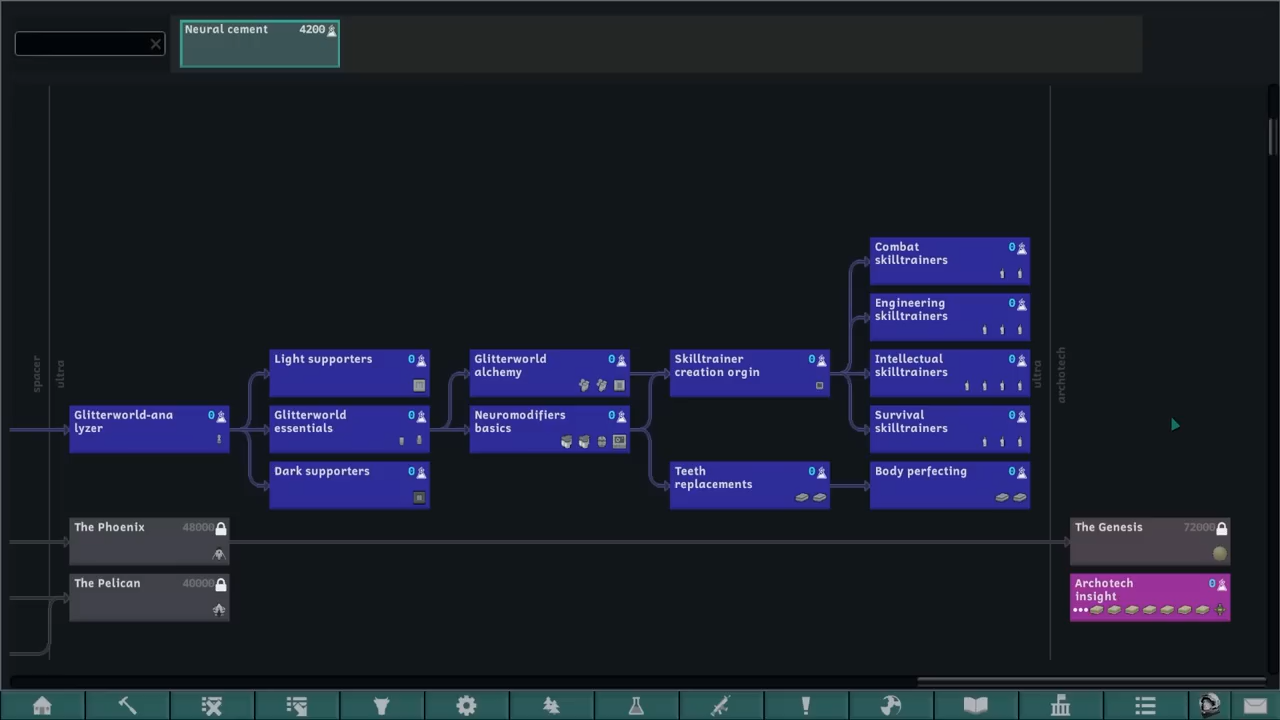 Neural cement 4200
spacer
ultra
Combat 0
skilltrainers
Engineering 0
skilltrainers
Light supporters 0
Glitterworld 0
alchemy
Skilltrainer 0
creation orgin
Intellectual 0
skilltrainers
ultra
archotech
Glitterworld-ana 0
lyzer
Glitterworld 0
essentials
Neuromodifiers 0
basics
Survival 0
skilltrainers
Dark supporters 0
Teeth 0
replacements
Body perfecting 0
The Phoenix 48000
The Genesis 72000
The Pelican 40000
Archotech 0
insight